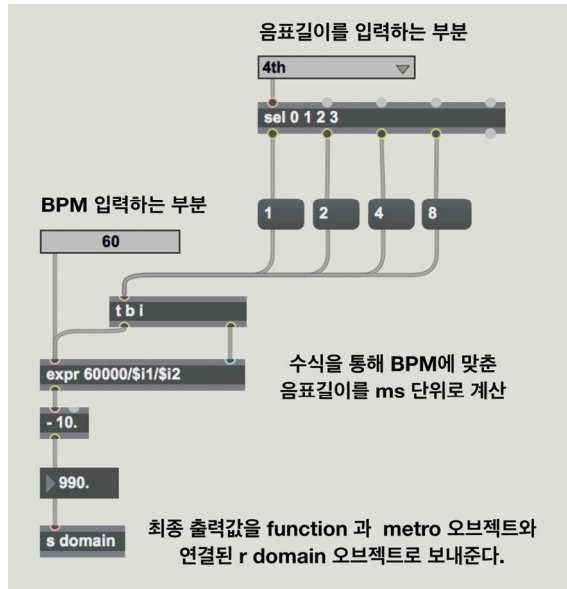 음표길이를 입력하는 부분
4th
sel 0 1 2 3
1 2 4 8
BPM 입력하는 부분
60
t b i
expr 60000/$i1/$i2
수식을 통해 BPM에 맞춘
음표길이를 ms 단위로 계산
- 10.
990.
s domain
최종 출력값을 function 과 metro 오브젝트와
연결된 r domain 오브젝트로 보내준다.